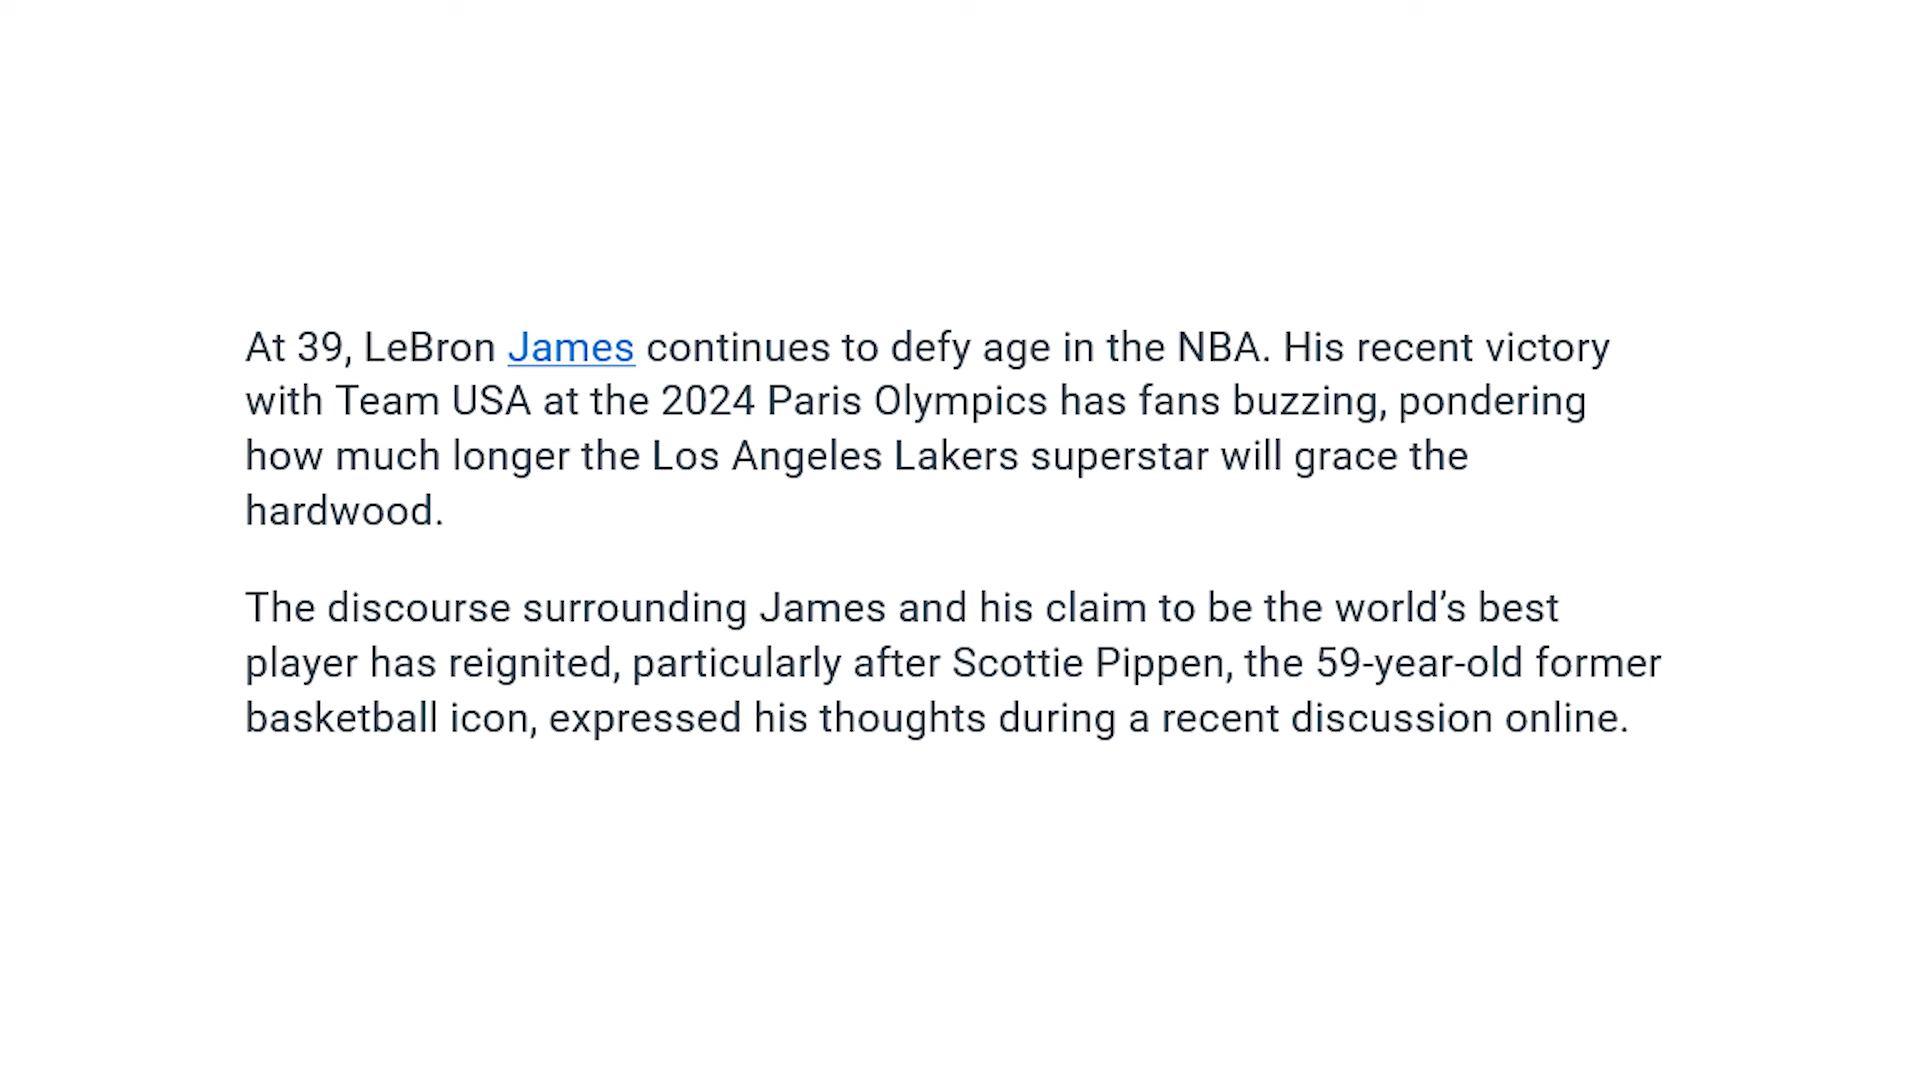 At 39, LeBron James continues to defy age in the NBA. His recent victory
with Team USA at the 2024 Paris Olympics has fans buzzing, pondering
how much longer the Los Angeles Lakers superstar will grace the
hardwood.
The discourse surrounding James and his claim to be the world’s best
player has reignited, particularly after Scottie Pippen, the 59-year-old former
basketball icon, expressed his thoughts during a recent discussion online.